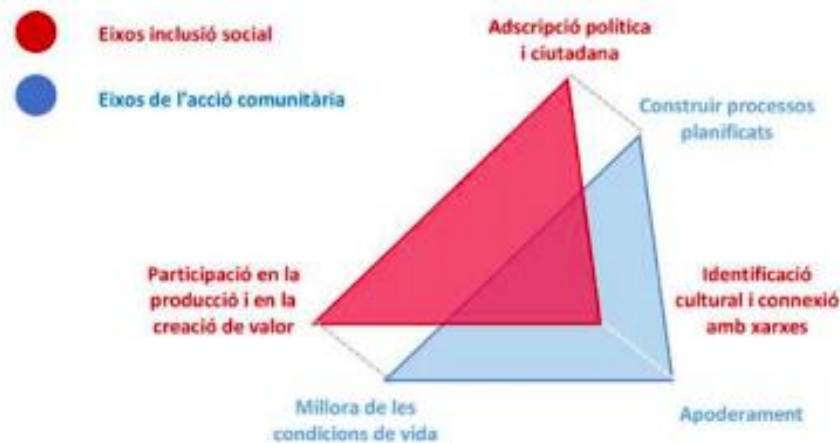 Eixos inclusió social
Eixos de l'acció comunitària
Adscripció política
i ciutadana
Construir processos
planificats
Participació en la
producció i en la
creació de valor
Identificació
cultural i connexió
amb xarxes
Millora de les
condicions de vida
Apoderament